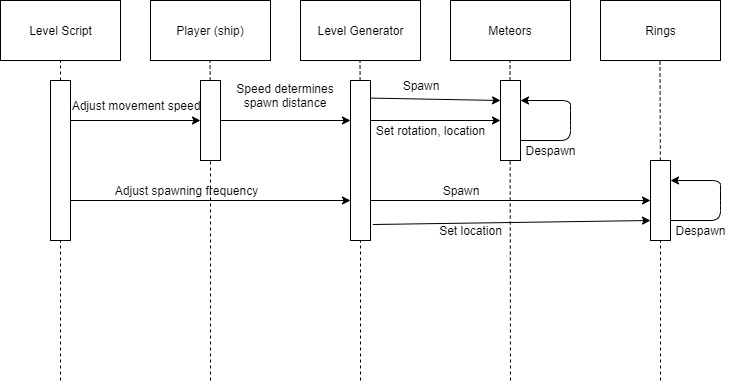 Level Script
Player (ship)
Level Generator
Meteors
Rings
Adjust movement speed
Speed determines
spawn distance
Spawn
Set rotation, location
Despawn
Adjust spawning frequency
Spawn
Set location
Despawn